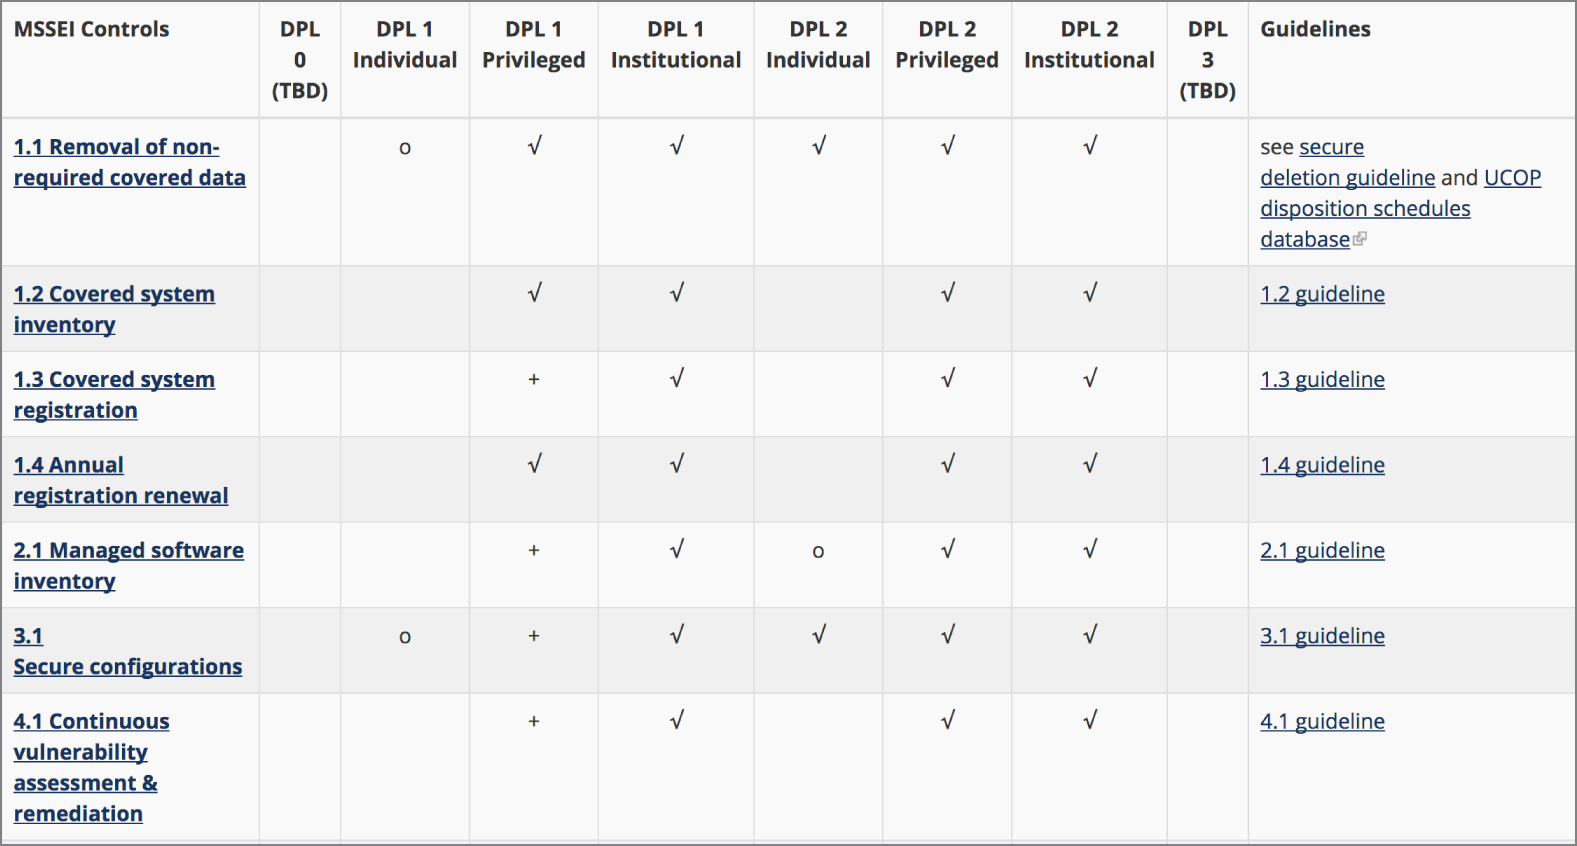 MSSEI Controls
DPL
0
(TBD)
DPL 1
Individual
DPL 1
Privileged
DPL 1
Institutional
DPL 2
Individual
DPL 2
Privileged
DPL 2
Institutional
DPL
3
(TBD)
Guidelines
1.1 Removal of non-
required covered data
o
√
√
√
√
√
see secure
deletion guideline and UCOP
disposition schedules
database
1.2 Covered system
inventory
√
√
√
√
1.2 guideline
1.3 Covered system
registration
+
√
√
√
1.3 guideline
1.4 Annual
registration renewal
√
√
√
√
1.4 guideline
2.1 Managed software
inventory
+
√
o
√
√
2.1 guideline
3.1
Secure configurations
o
+
√
√
√
√
3.1 guideline
4.1 Continuous
vulnerability
assessment &
remediation
+
√
√
√
4.1 guideline